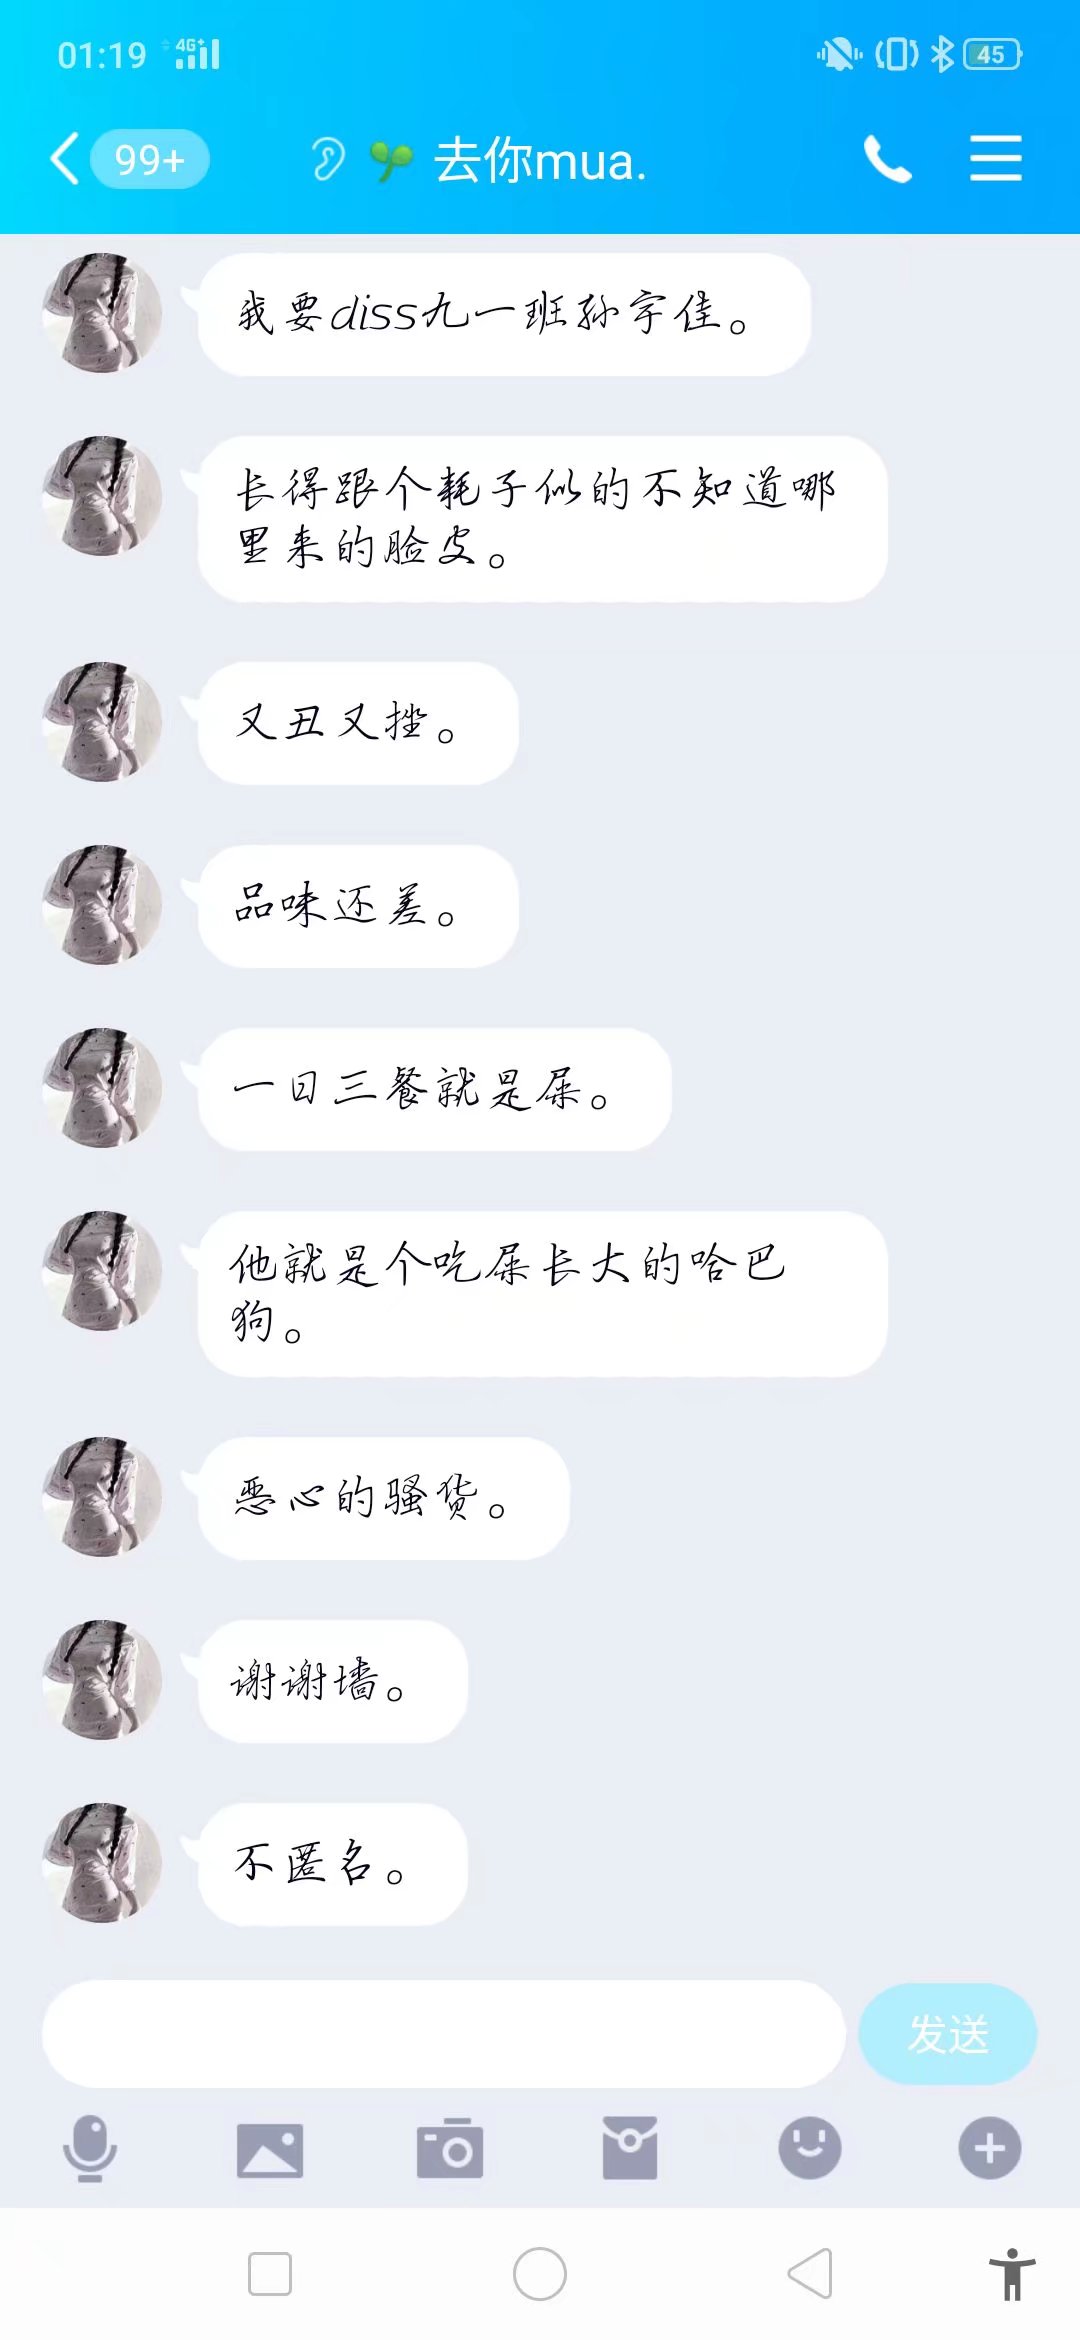 01:19
4G+
45
99+
去你mua.
我要diss九一班孙宇佳。
长得跟个耗子似的不知道哪
里来的脸皮。
又丑又挫。
品味还差。
一日三餐就是屎。
他就是个吃屎长大的哈巴
狗。
恶心的骚货。
谢谢墙。
不匿名。
发送